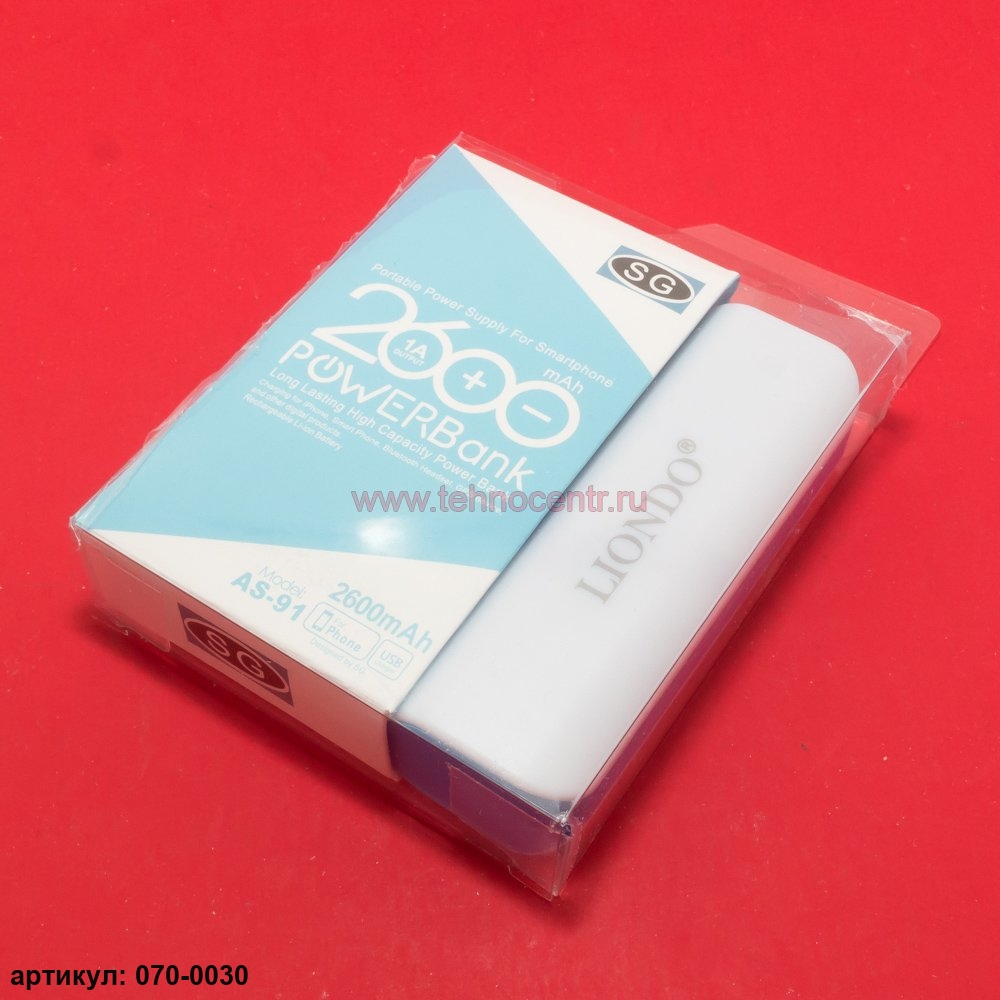 SG
Portable Power Supply For Smartphone
2600 mAh
1A
OUTPUT
POWERBank
Long Lasting High Capacity Power Bank
Charging for iPhone, Smart Phone, Bluetooth Headset,
and other digital products.
Rechargeable Li-ion Battery
www.tehnocentr.ru
LIONDO®
Model:
AS-91
2600mAh
For
Phone
USB
Designed by SG
SG
артикул: 070-0030